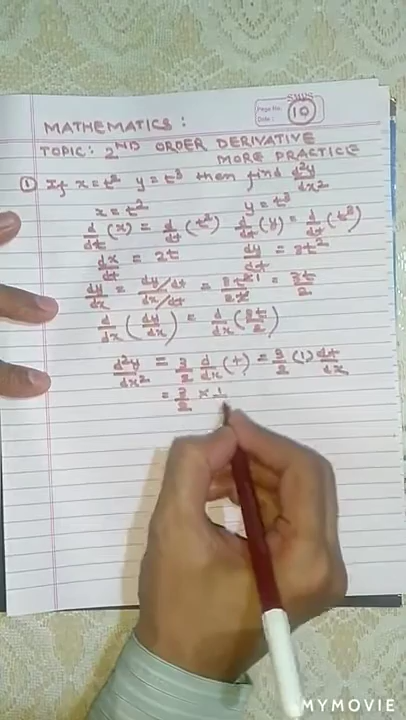 SMPS
Page No.: 10
Date:
MATHEMATICS:
TOPIC: 2ND ORDER DERIVATIVE
MORE PRACTICE
① If x = t² y = t³ then find d²y/dx²
x = t² y = t³
d/dt (x) = d/dt (t²) d/dt (y) = d/dt (t³)
dx/dt = 2t dy/dt = 3t²
dy/dx = dy/dt / dx/dt = 3t²/2t = 3t/2
d/dx (dy/dx) = d/dx (3t/2)
d²y/dx² = 3/2 d/dx (t) = 3/2 (1) dt/dx
= 3/2 × 1
MYMOVIE